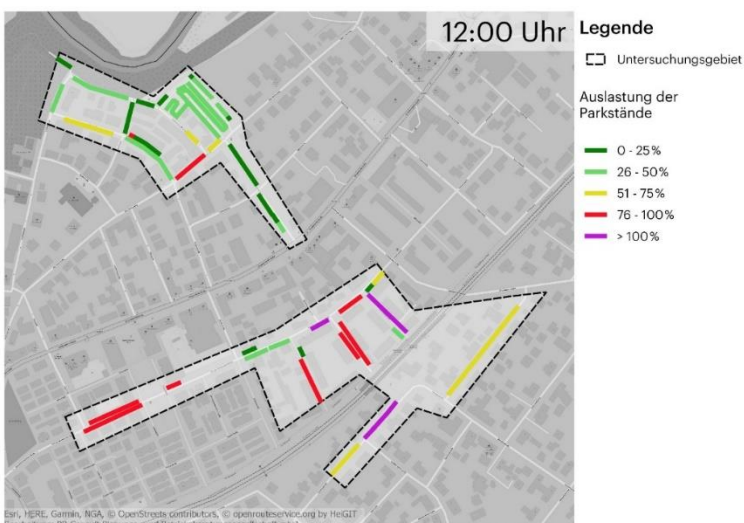 12:00 Uhr
Legende
Untersuchungsgebiet
Auslastung der
Parkstände
0 - 25%
26 - 50%
51 - 75%
76 - 100%
> 100%
Esri, HERE, Garmin, NGA, © OpenStreets contributors, © openrouteservice.org by HeiGIT